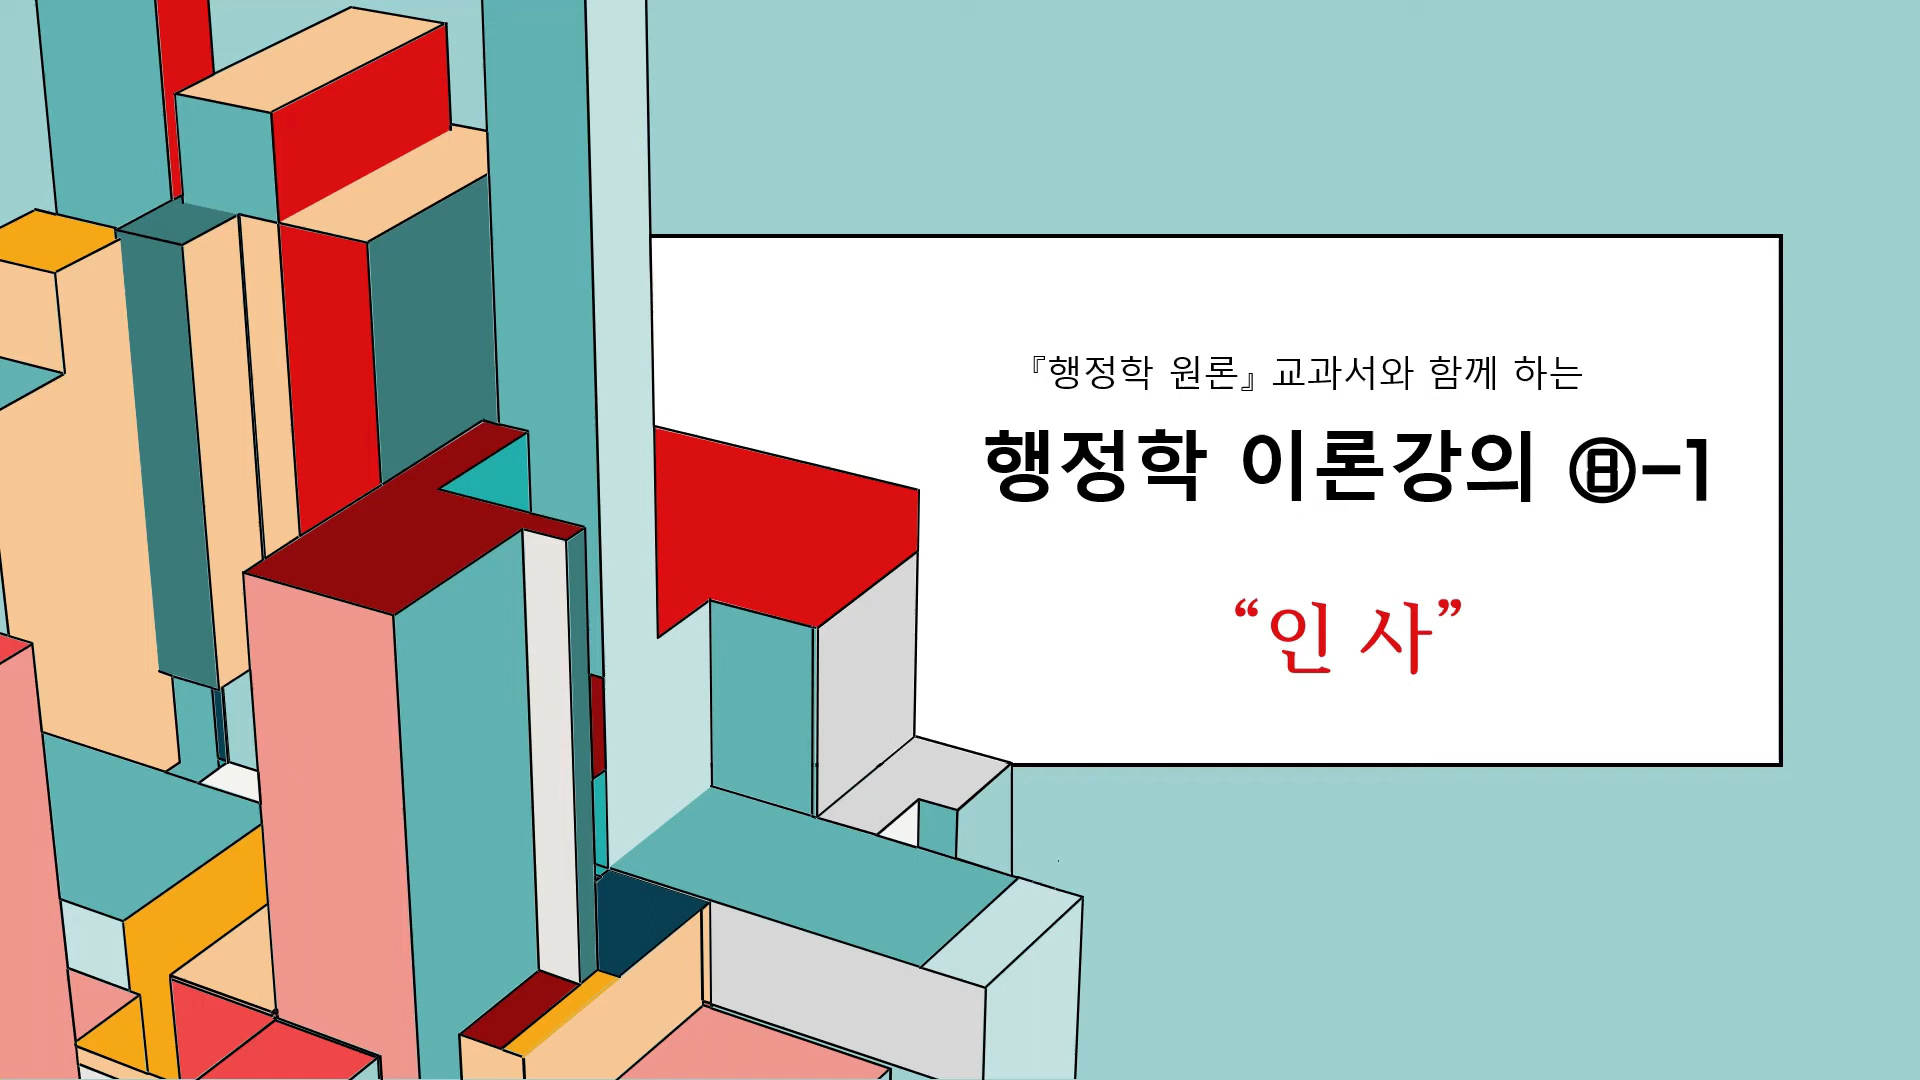 『행정학 원론』 교과서와 함께 하는
행정학 이론강의 ⑧-1
“인 사”